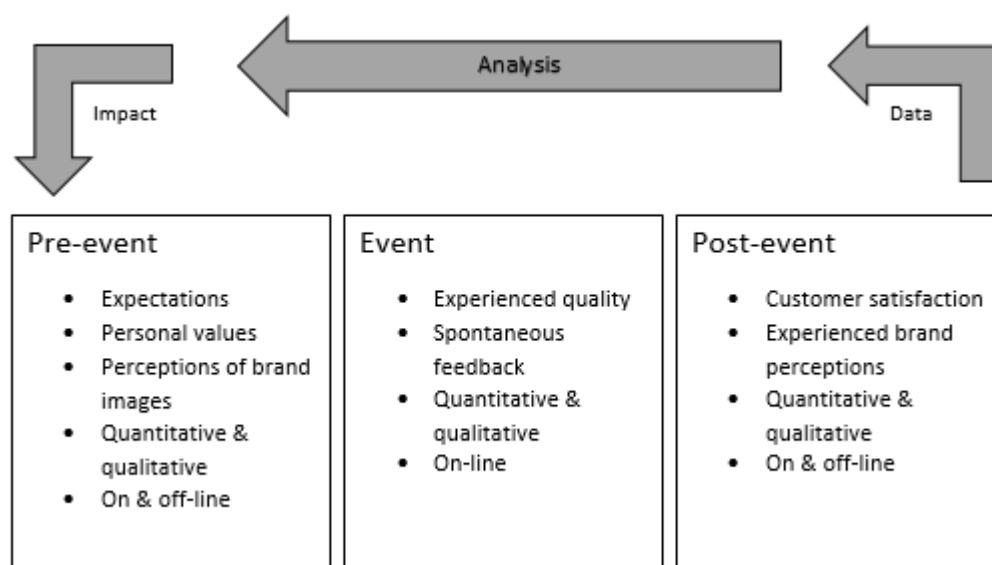 Analysis
Impact
Data
Pre-event
• Expectations
• Personal values
• Perceptions of brand
images
• Quantitative &
qualitative
• On & off-line
Event
• Experienced quality
• Spontaneous
feedback
• Quantitative &
qualitative
• On-line
Post-event
• Customer satisfaction
• Experienced brand
perceptions
• Quantitative &
qualitative
• On & off-line